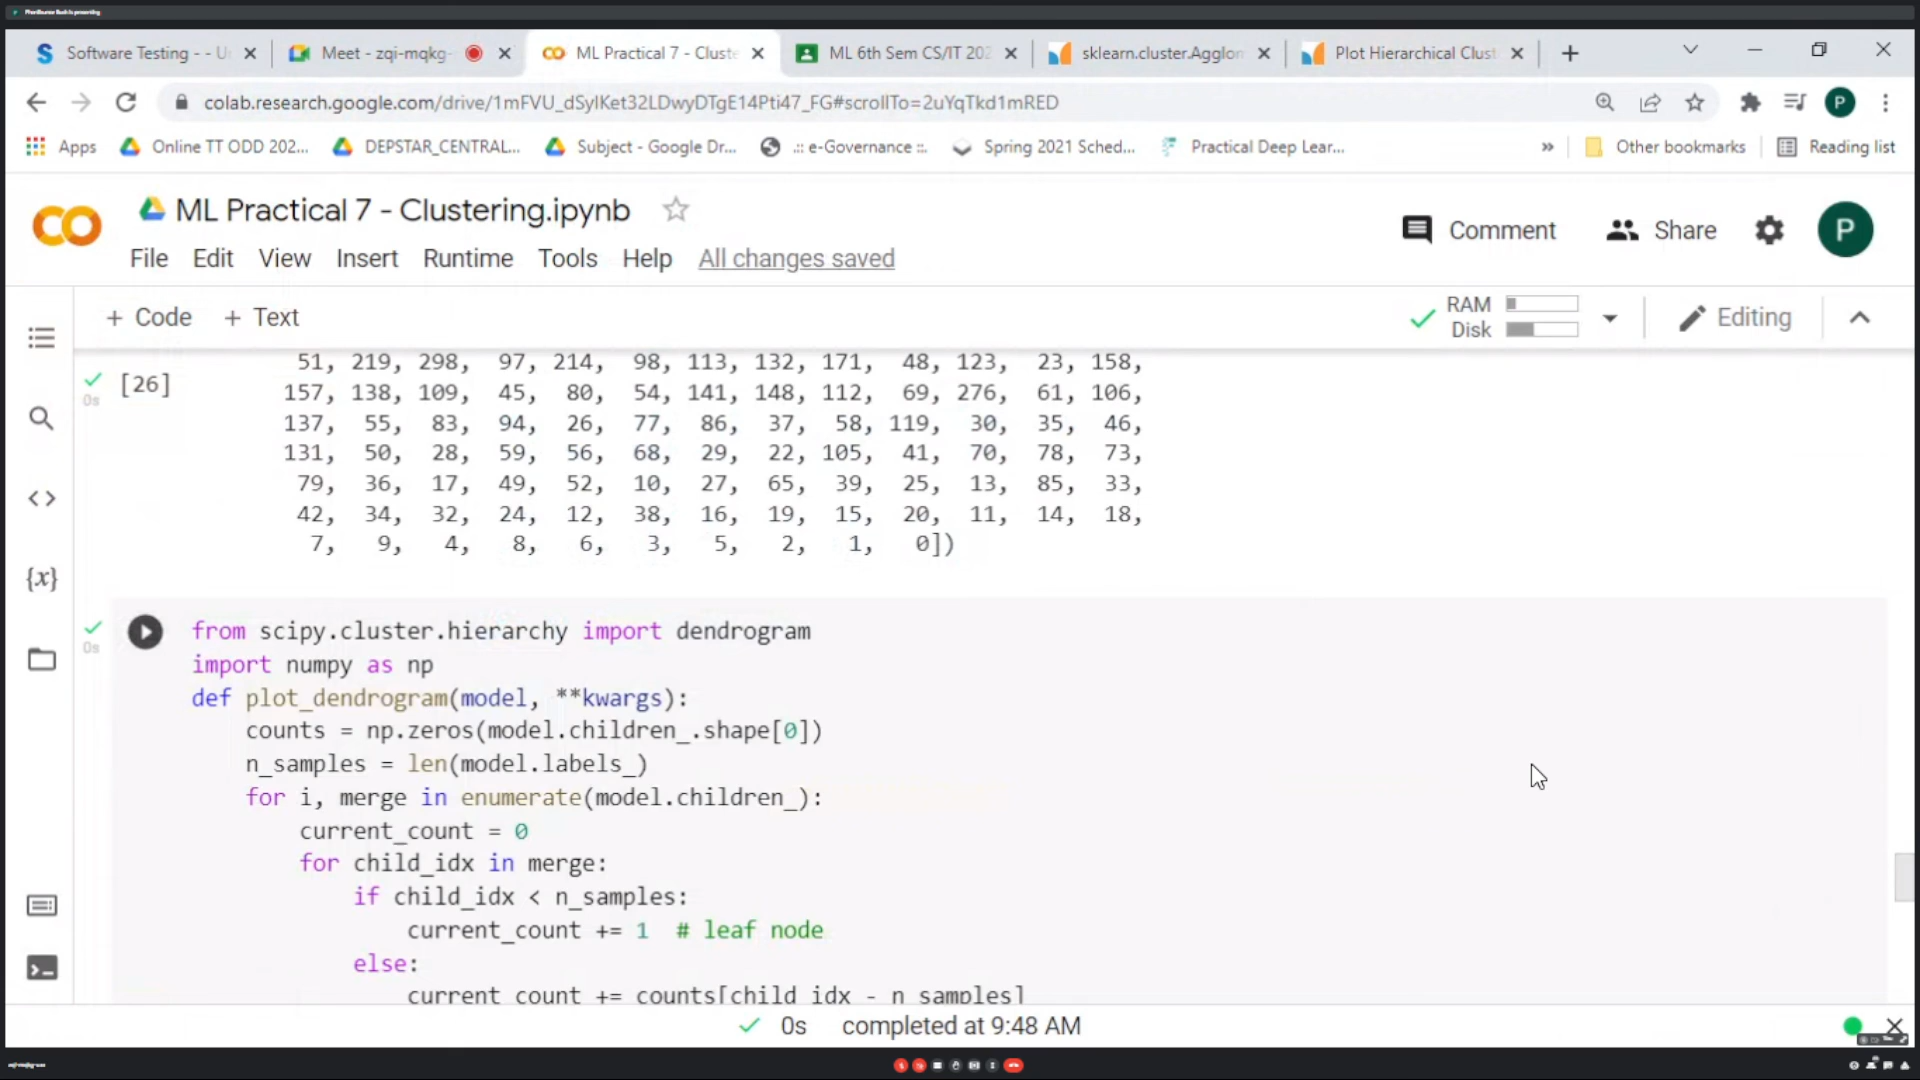 Software Testing - - Ur
Meet - zqi-mqkg-
ML Practical 7 - Cluste
ML 6th Sem CS/IT 202
sklearn.cluster.Agglon
Plot Hierarchical Clust
colab.research.google.com/drive/1mFVU_dSylKet32LDwyDTgE14Pti47_FG#scrollTo=2uYqTkd1mRED
P
Apps
Online TT ODD 202...
DEPSTAR_CENTRAL...
Subject - Google Dr...
.:: e-Governance ::.
Spring 2021 Sched...
Practical Deep Lear...
»
Other bookmarks
Reading list
CO
ML Practical 7 - Clustering.ipynb
Comment
Share
P
File Edit View Insert Runtime Tools Help All changes saved
+ Code + Text
RAM
Disk
Editing
[26]
0s
51, 219, 298, 97, 214, 98, 113, 132, 171, 48, 123, 23, 158,
157, 138, 109, 45, 80, 54, 141, 148, 112, 69, 276, 61, 106,
137, 55, 83, 94, 26, 77, 86, 37, 58, 119, 30, 35, 46,
131, 50, 28, 59, 56, 68, 29, 22, 105, 41, 70, 78, 73,
79, 36, 17, 49, 52, 10, 27, 65, 39, 25, 13, 85, 33,
42, 34, 32, 24, 12, 38, 16, 19, 15, 20, 11, 14, 18,
7, 9, 4, 8, 6, 3, 5, 2, 1, 0])
0s
from scipy.cluster.hierarchy import dendrogram
import numpy as np
def plot_dendrogram(model, **kwargs):
counts = np.zeros(model.children_.shape[0])
n_samples = len(model.labels_)
for i, merge in enumerate(model.children_):
current_count = 0
for child_idx in merge:
if child_idx < n_samples:
current_count += 1 # leaf node
else:
current_count += counts[child_idx - n_samples]
0s completed at 9:48 AM